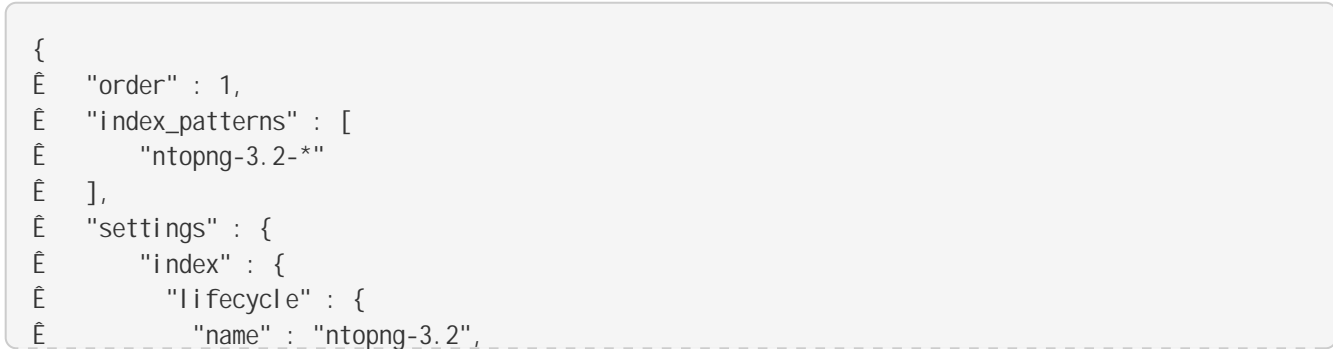 {
Ê   "order" : 1,
Ê   "index_patterns" : [
Ê       "ntopng-3.2-*"
Ê   ],
Ê   "settings" : {
Ê       "index" : {
Ê         "lifecycle" : {
Ê           "name" : "ntopng-3.2",